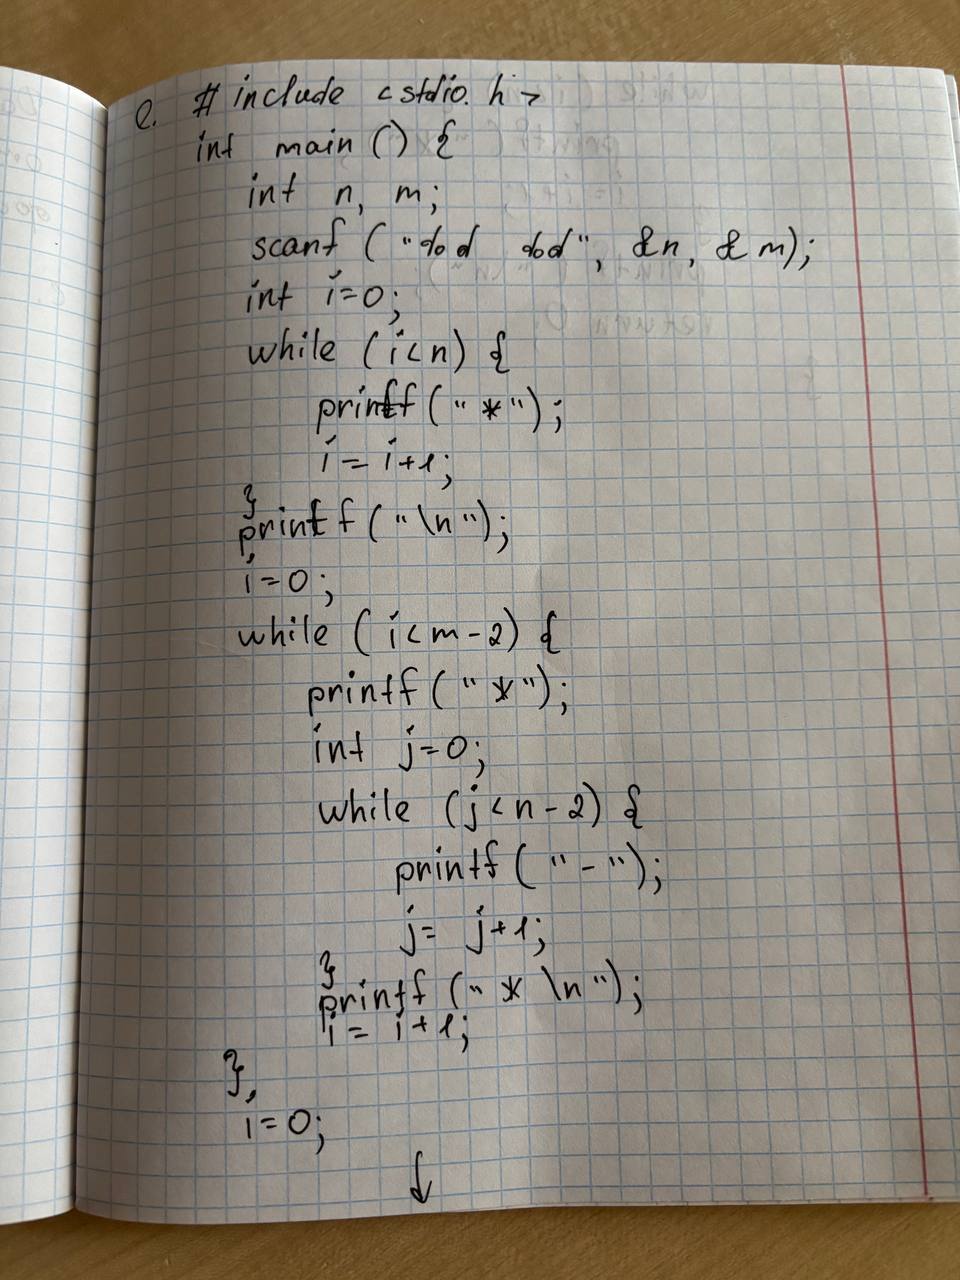 1. # include <stdio.h>
int main () {
int n, m;
scanf ("%d %d", &n, &m);
int i=0;
while (i<n) {
printf ("*");
i = i+1;
}
printf ("\n");
i=0;
while (i<m-2) {
printf ("*");
int j=0;
while (j<n-2) {
printf ("-");
j= j+1;
}
printf ("* \n");
i = i+1;
}
i=0;
↓